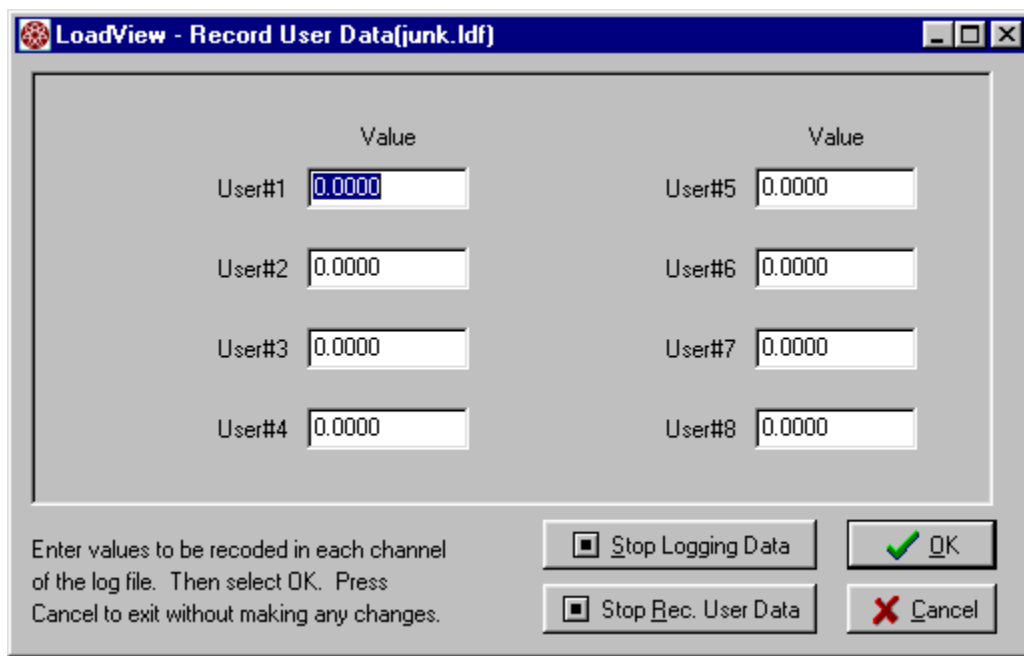 LoadView - Record User Data(junk.ldf)
Value Value
User#1 0.0000 User#5 0.0000
User#2 0.0000 User#6 0.0000
User#3 0.0000 User#7 0.0000
User#4 0.0000 User#8 0.0000
Enter values to be recoded in each channel
of the log file.  Then select OK.  Press
Cancel to exit without making any changes.
Stop Logging Data OK
Stop Rec. User Data Cancel